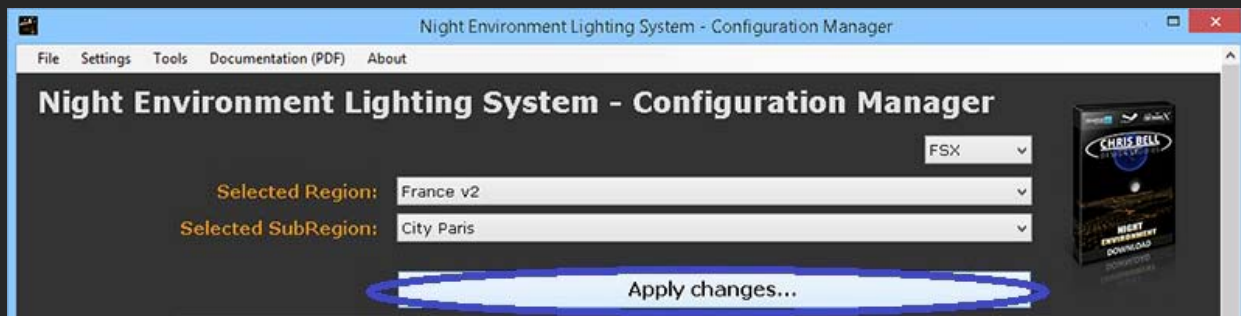 Night Environment Lighting System - Configuration Manager
File Settings Tools Documentation (PDF) About
Night Environment Lighting System - Configuration Manager
FSX
Selected Region: France v2
Selected SubRegion: City Paris
Apply changes...
CHRIS BELL
NIGHT
ENVIRONMENT
DOWNLOAD